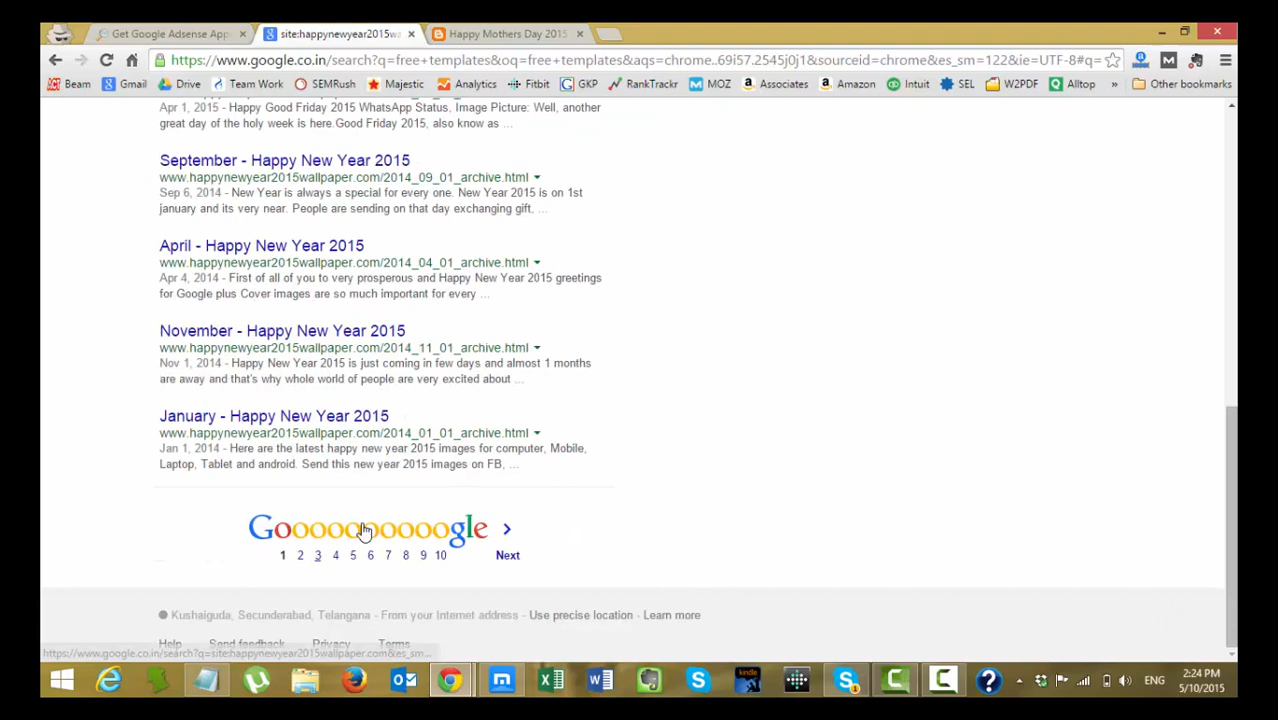 Get Google Adsense App
site:happynewyear2015wa
Happy Mothers Day 2015
https://www.google.co.in/search?q=free+templates&oq=free+templates&aqs=chrome..69i57.2545j0j1&sourceid=chrome&es_sm=122&ie=UTF-8#q=
Beam Gmail Drive Team Work SEMRush Majestic Analytics Fitbit GKP RankTrackr MOZ Associates Amazon Intuit SEL W2PDF Alltop » Other bookmarks
Apr 1, 2015 - Happy Good Friday 2015 WhatsApp Status, Image Picture: Well, another
great day of the holy week is here.Good Friday 2015, also know as ...
September - Happy New Year 2015
www.happynewyear2015wallpaper.com/2014_09_01_archive.html
Sep 6, 2014 - New Year is always a special for every one. New Year 2015 is on 1st
january and its very near. People are sending on that day exchanging gift, ...
April - Happy New Year 2015
www.happynewyear2015wallpaper.com/2014_04_01_archive.html
Apr 4, 2014 - First of all of you to very prosperous and Happy New Year 2015 greetings
for Google plus Cover images are so much important for every ...
November - Happy New Year 2015
www.happynewyear2015wallpaper.com/2014_11_01_archive.html
Nov 1, 2014 - Happy New Year 2015 is just coming in few days and almost 1 months
are away and that's why whole world of people are very excited about ...
January - Happy New Year 2015
www.happynewyear2015wallpaper.com/2014_01_01_archive.html
Jan 1, 2014 - Here are the latest happy new year 2015 images for computer, Mobile,
Laptop, Tablet and android. Send this new year 2015 images on FB, ...
Goooooooooogle >
1 2 3 4 5 6 7 8 9 10 Next
Kushaiguda, Secunderabad, Telangana - From your Internet address - Use precise location - Learn more
Help Send feedback Privacy Terms
https://www.google.co.in/search?q=site:happynewyear2015wallpaper.com&es_sm...
ENG
2:24 PM
5/10/2015